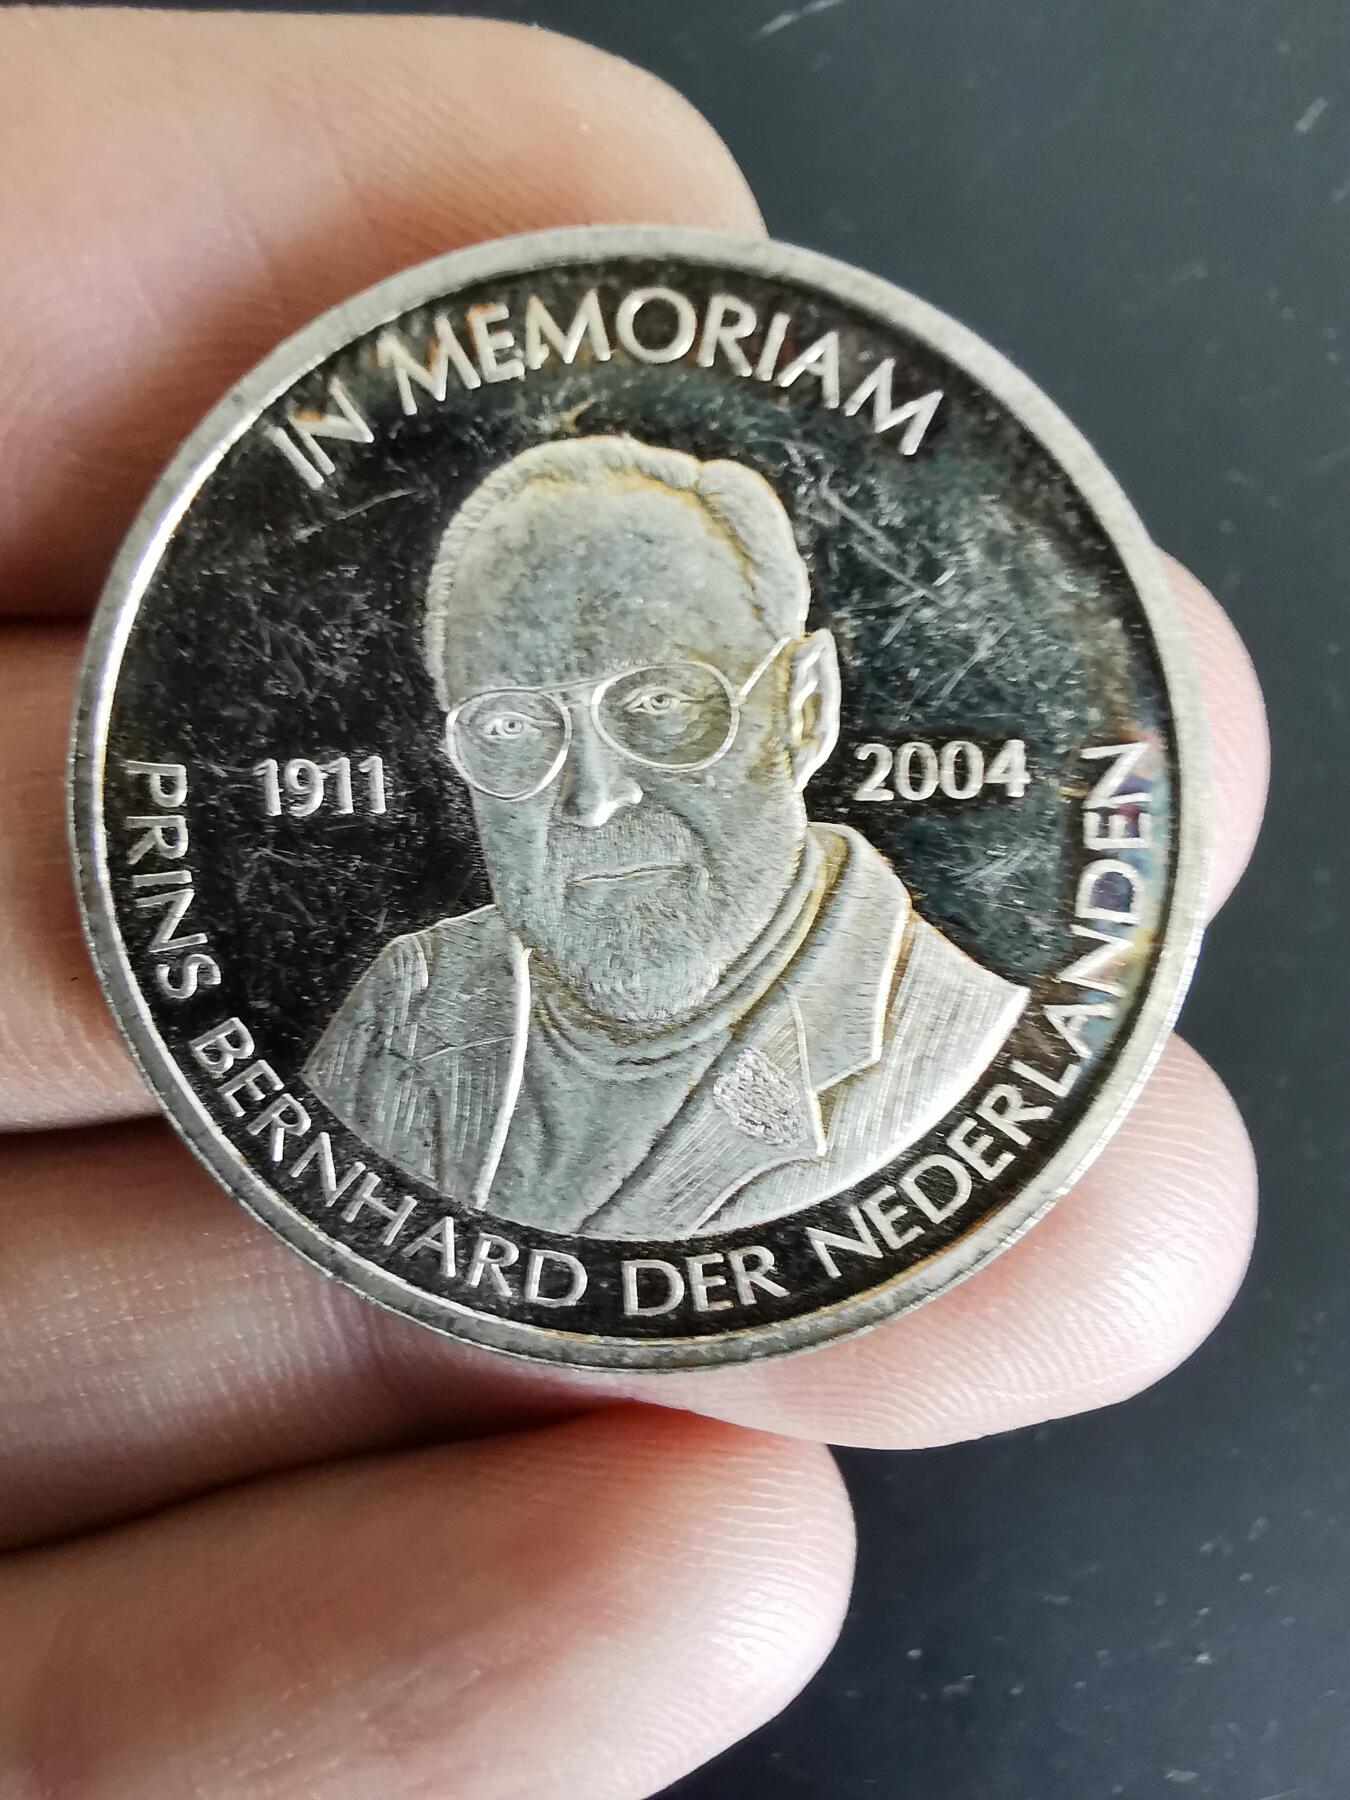 IN MEMORIAM
1911 2004
PRINS BERNHARD DER NEDERLANDEN